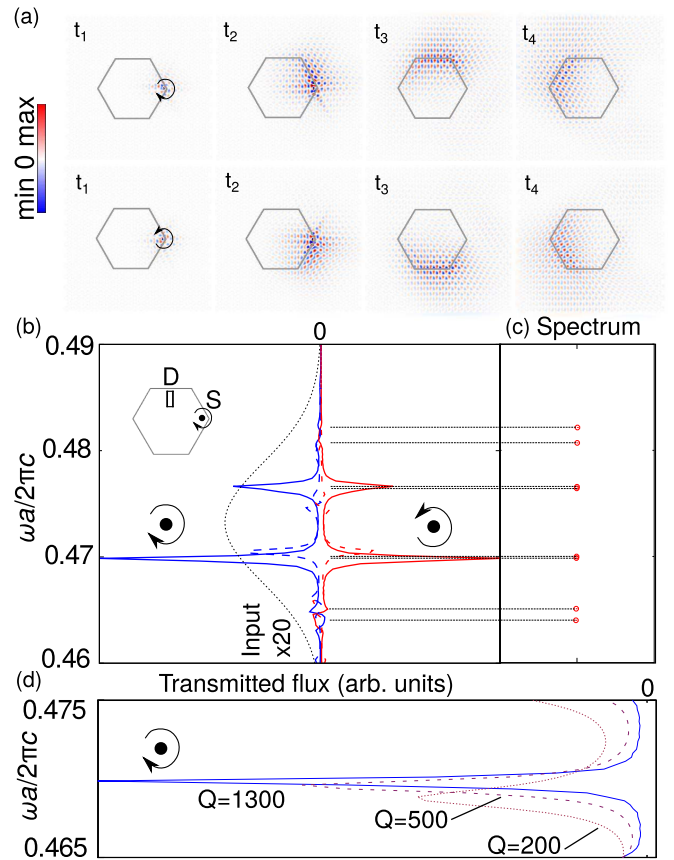 (a)
t1
t2
t3
t4
min 0 max
t1
t2
t3
t4
(b)
0
(c) Spectrum
0.49
D
S
0.48
ωa/2πc
0.47
Input
x20
0.46
(d)
Transmitted flux (arb. units)
0
0.475
ωa/2πc
Q=1300
Q=500
Q=200
0.465